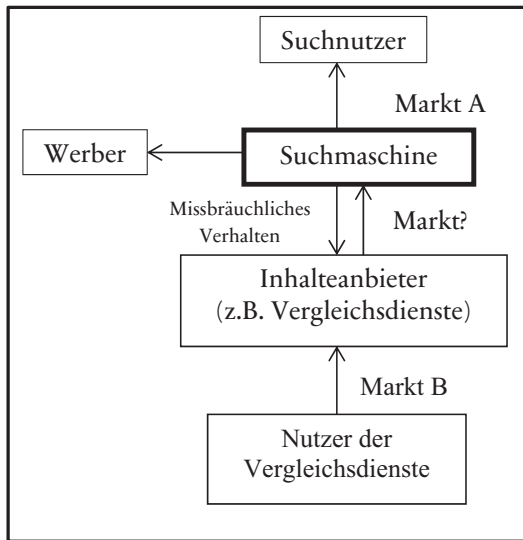 Suchnutzer
Markt A
Werber
Suchmaschine
Missbräuchliches
Verhalten
Markt?
Inhalteanbieter
(z.B. Vergleichsdienste)
Markt B
Nutzer der
Vergleichsdienste